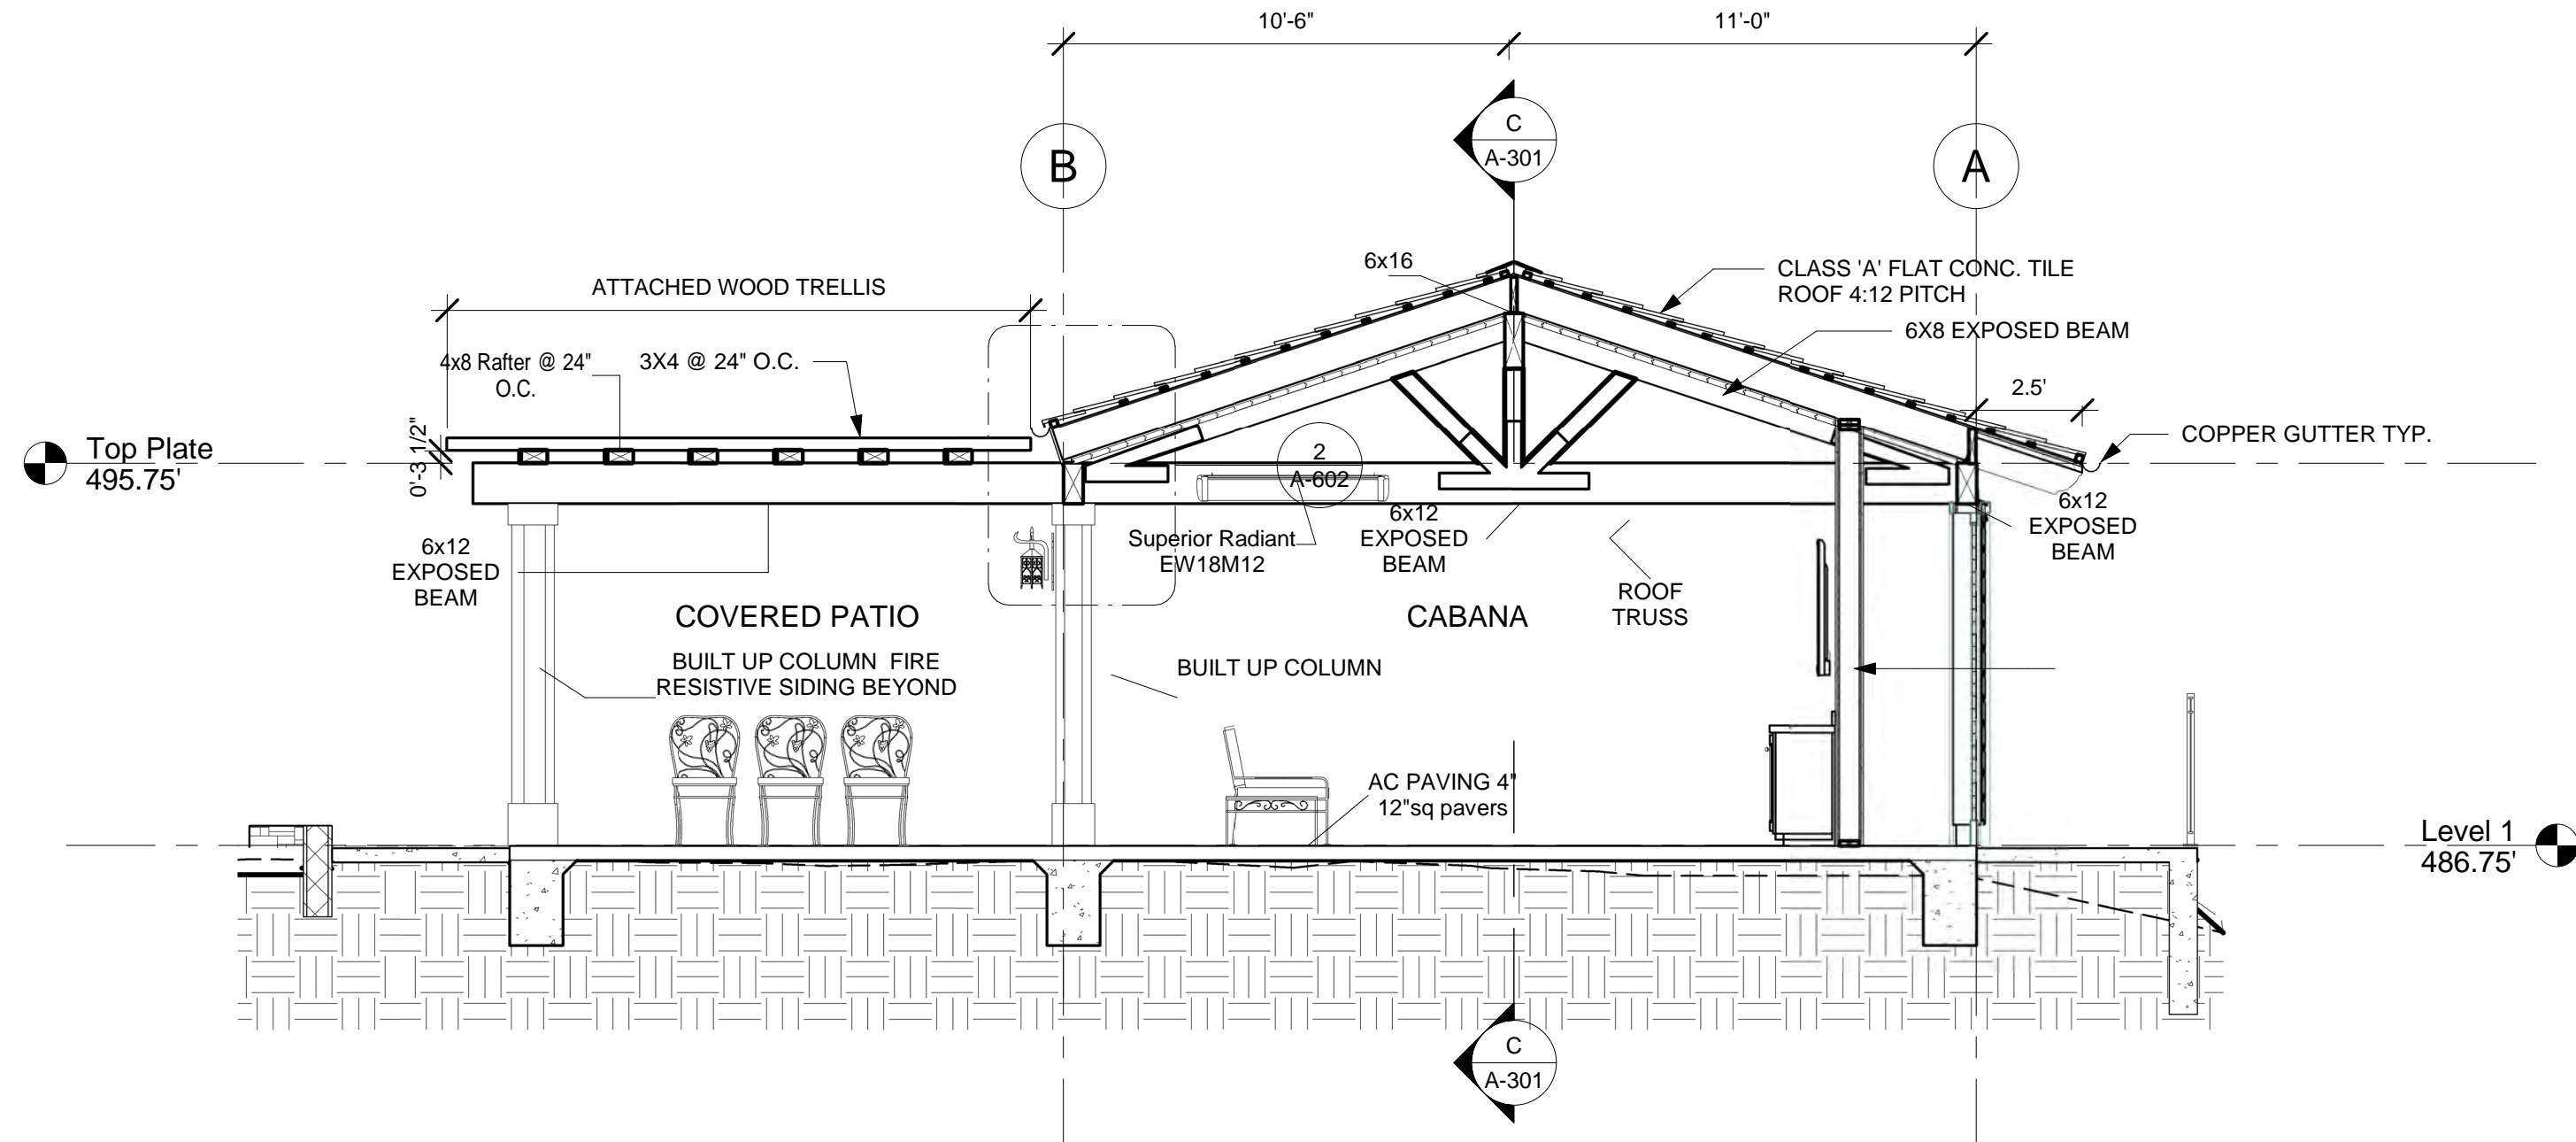 10'-6"
11'-0"
C
A-301
B
A
6x16
CLASS 'A' FLAT CONC. TILE
ROOF 4:12 PITCH
ATTACHED WOOD TRELLIS
6X8 EXPOSED BEAM
4x8 Rafter @ 24"
O.C.
3X4 @ 24" O.C.
2.5'
COPPER GUTTER TYP.
Top Plate
495.75'
0'-3 1/2"
2
A-602
6x12
EXPOSED
BEAM
Superior Radiant
EW18M12
6x12
EXPOSED
BEAM
6x12
EXPOSED
BEAM
ROOF
TRUSS
COVERED PATIO
CABANA
BUILT UP COLUMN FIRE
RESISTIVE SIDING BEYOND
BUILT UP COLUMN
AC PAVING 4"
12"sq pavers
Level 1
486.75'
C
A-301